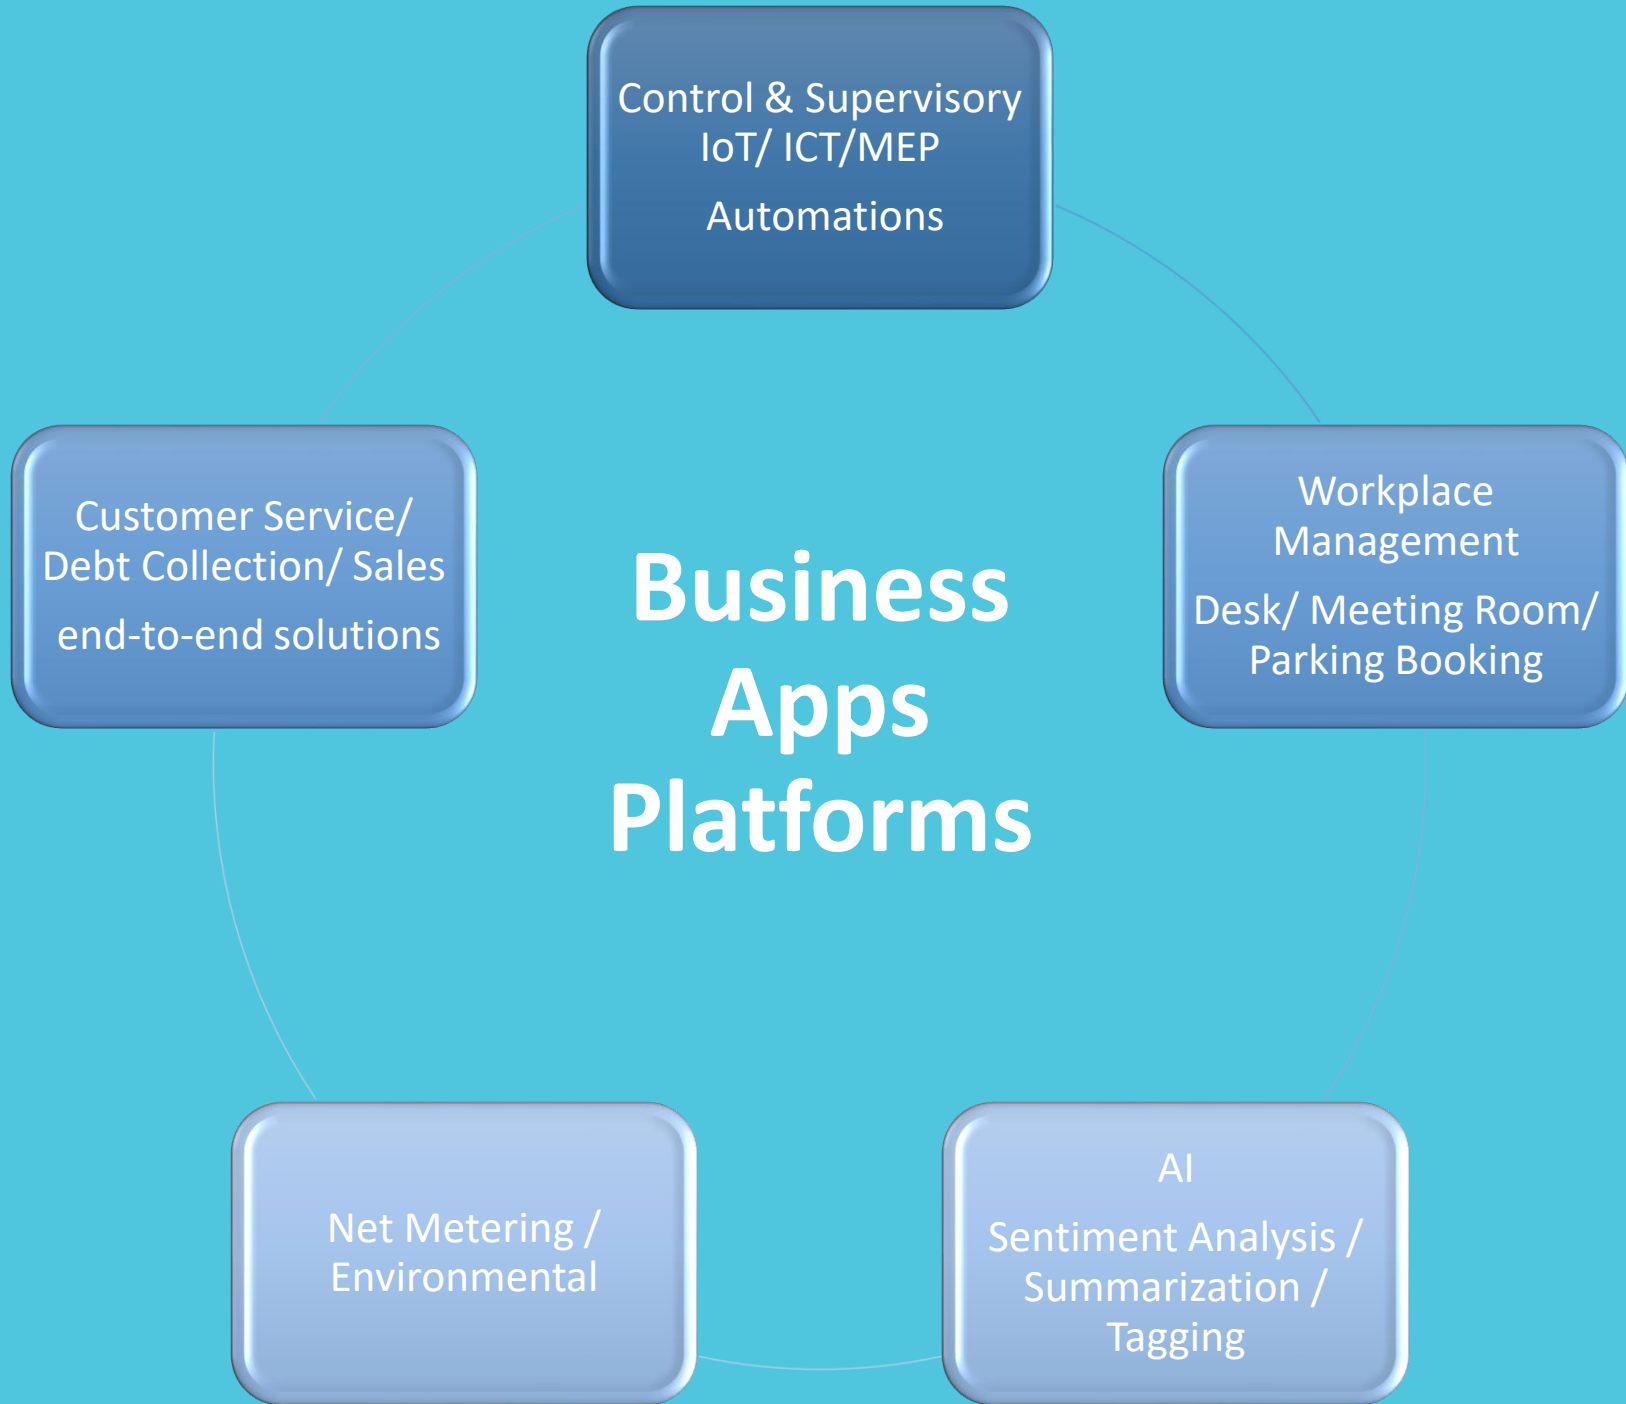 Control & Supervisory
IoT/ ICT/MEP
Automations
Customer Service/
Debt Collection/ Sales
end-to-end solutions
Business
Apps
Platforms
Workplace
Management
Desk/ Meeting Room/
Parking Booking
Net Metering /
Environmental
AI
Sentiment Analysis /
Summarization /
Tagging